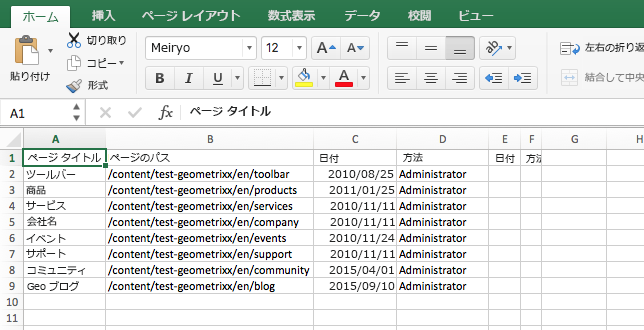 ホーム 挿入 ページ レイアウト 数式表示 データ 校閲 ビュー
貼り付け 切り取り コピー 形式 Meiryo 12 A A 左右の折り返
B I U A 結合して中央
A1 fx ページ タイトル
A B C D E F G H
1 ページ タイトル ページのパス 日付 方法 日付 方法
2 ツールバー /content/test-geometrixx/en/toolbar 2010/08/25 Administrator
3 商品 /content/test-geometrixx/en/products 2011/01/25 Administrator
4 サービス /content/test-geometrixx/en/services 2010/11/11 Administrator
5 会社名 /content/test-geometrixx/en/company 2010/11/11 Administrator
6 イベント /content/test-geometrixx/en/events 2010/11/24 Administrator
7 サポート /content/test-geometrixx/en/support 2010/11/11 Administrator
8 コミュニティ /content/test-geometrixx/en/community 2015/04/01 Administrator
9 Geo ブログ /content/test-geometrixx/en/blog 2015/09/10 Administrator
10
11